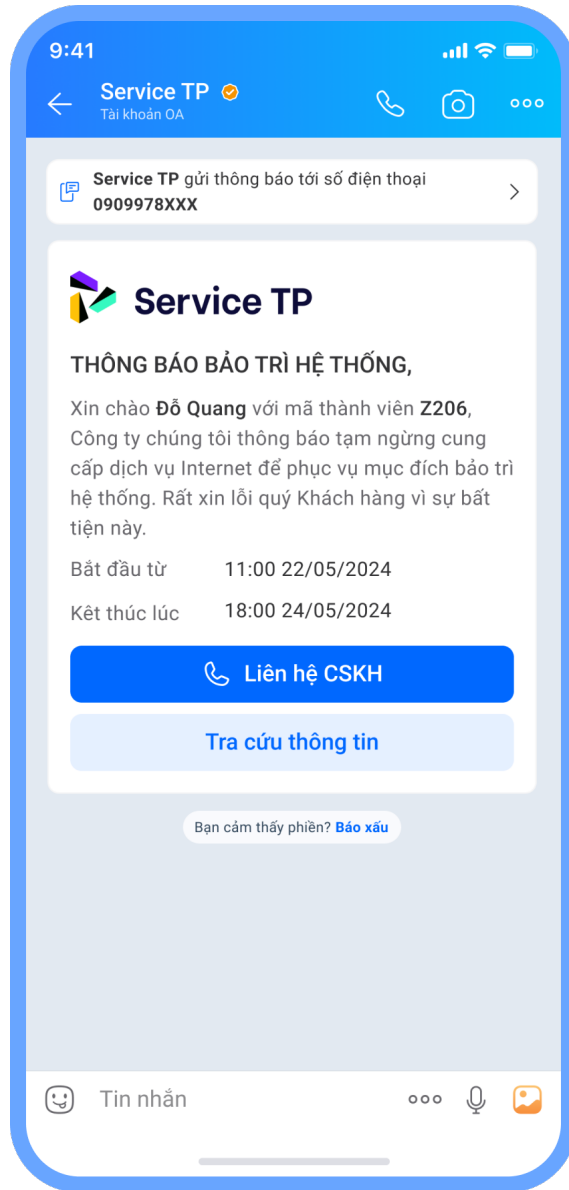 9:41
Service TP
Tài khoản OA
Service TP gửi thông báo tới số điện thoại
0909978XXX
Service TP
THÔNG BÁO BẢO TRÌ HỆ THỐNG,
Xin chào Đỗ Quang với mã thành viên Z206,
Công ty chúng tôi thông báo tạm ngừng cung
cấp dịch vụ Internet để phục vụ mục đích bảo trì
hệ thống. Rất xin lỗi quý Khách hàng vì sự bất
tiện này.
Bắt đầu từ 11:00 22/05/2024
Kêt thúc lúc 18:00 24/05/2024
Liên hệ CSKH
Tra cứu thông tin
Bạn cảm thấy phiền? Báo xấu
Tin nhắn